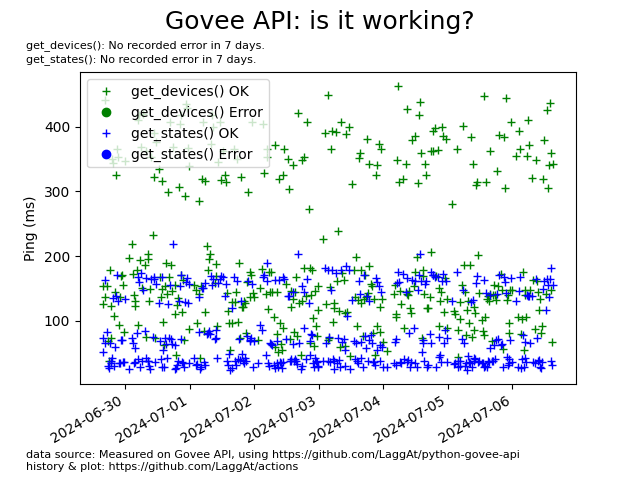 Govee API: is it working?
get_devices(): No recorded error in 7 days.
get_states(): No recorded error in 7 days.
get_devices() OK
get_devices() Error
get_states() OK
get_states() Error
Ping (ms)
400
300
200
100
2024-06-30
2024-07-01
2024-07-02
2024-07-03
2024-07-04
2024-07-05
2024-07-06
data source: Measured on Govee API, using https://github.com/LaggAt/python-govee-api
history & plot: https://github.com/LaggAt/actions